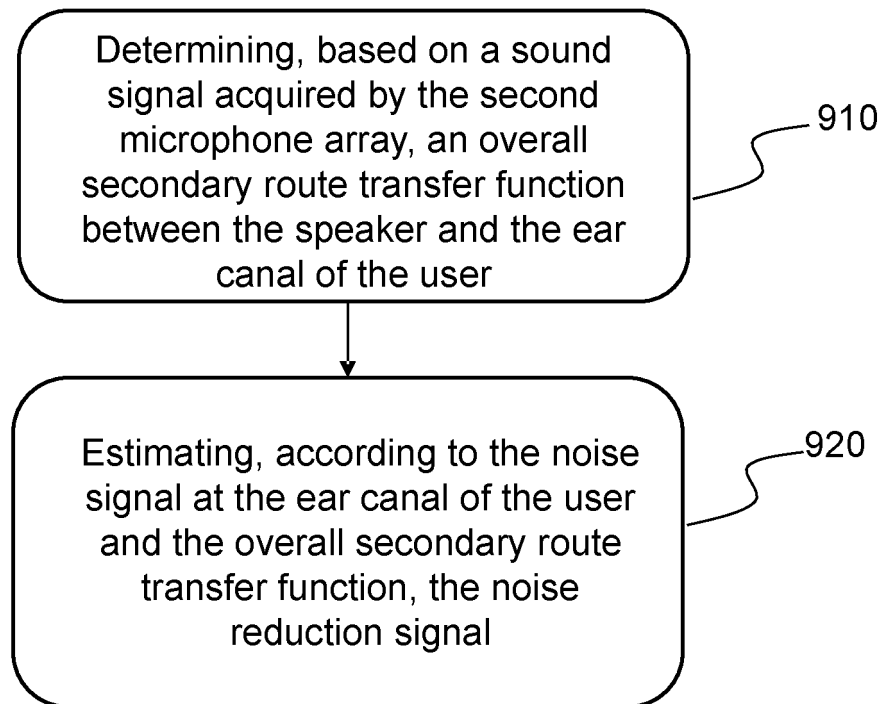 Determining, based on a sound
signal acquired by the second
microphone array, an overall
secondary route transfer function
between the speaker and the ear
canal of the user
910
Estimating, according to the noise
signal at the ear canal of the user
and the overall secondary route
transfer function, the noise
reduction signal
920